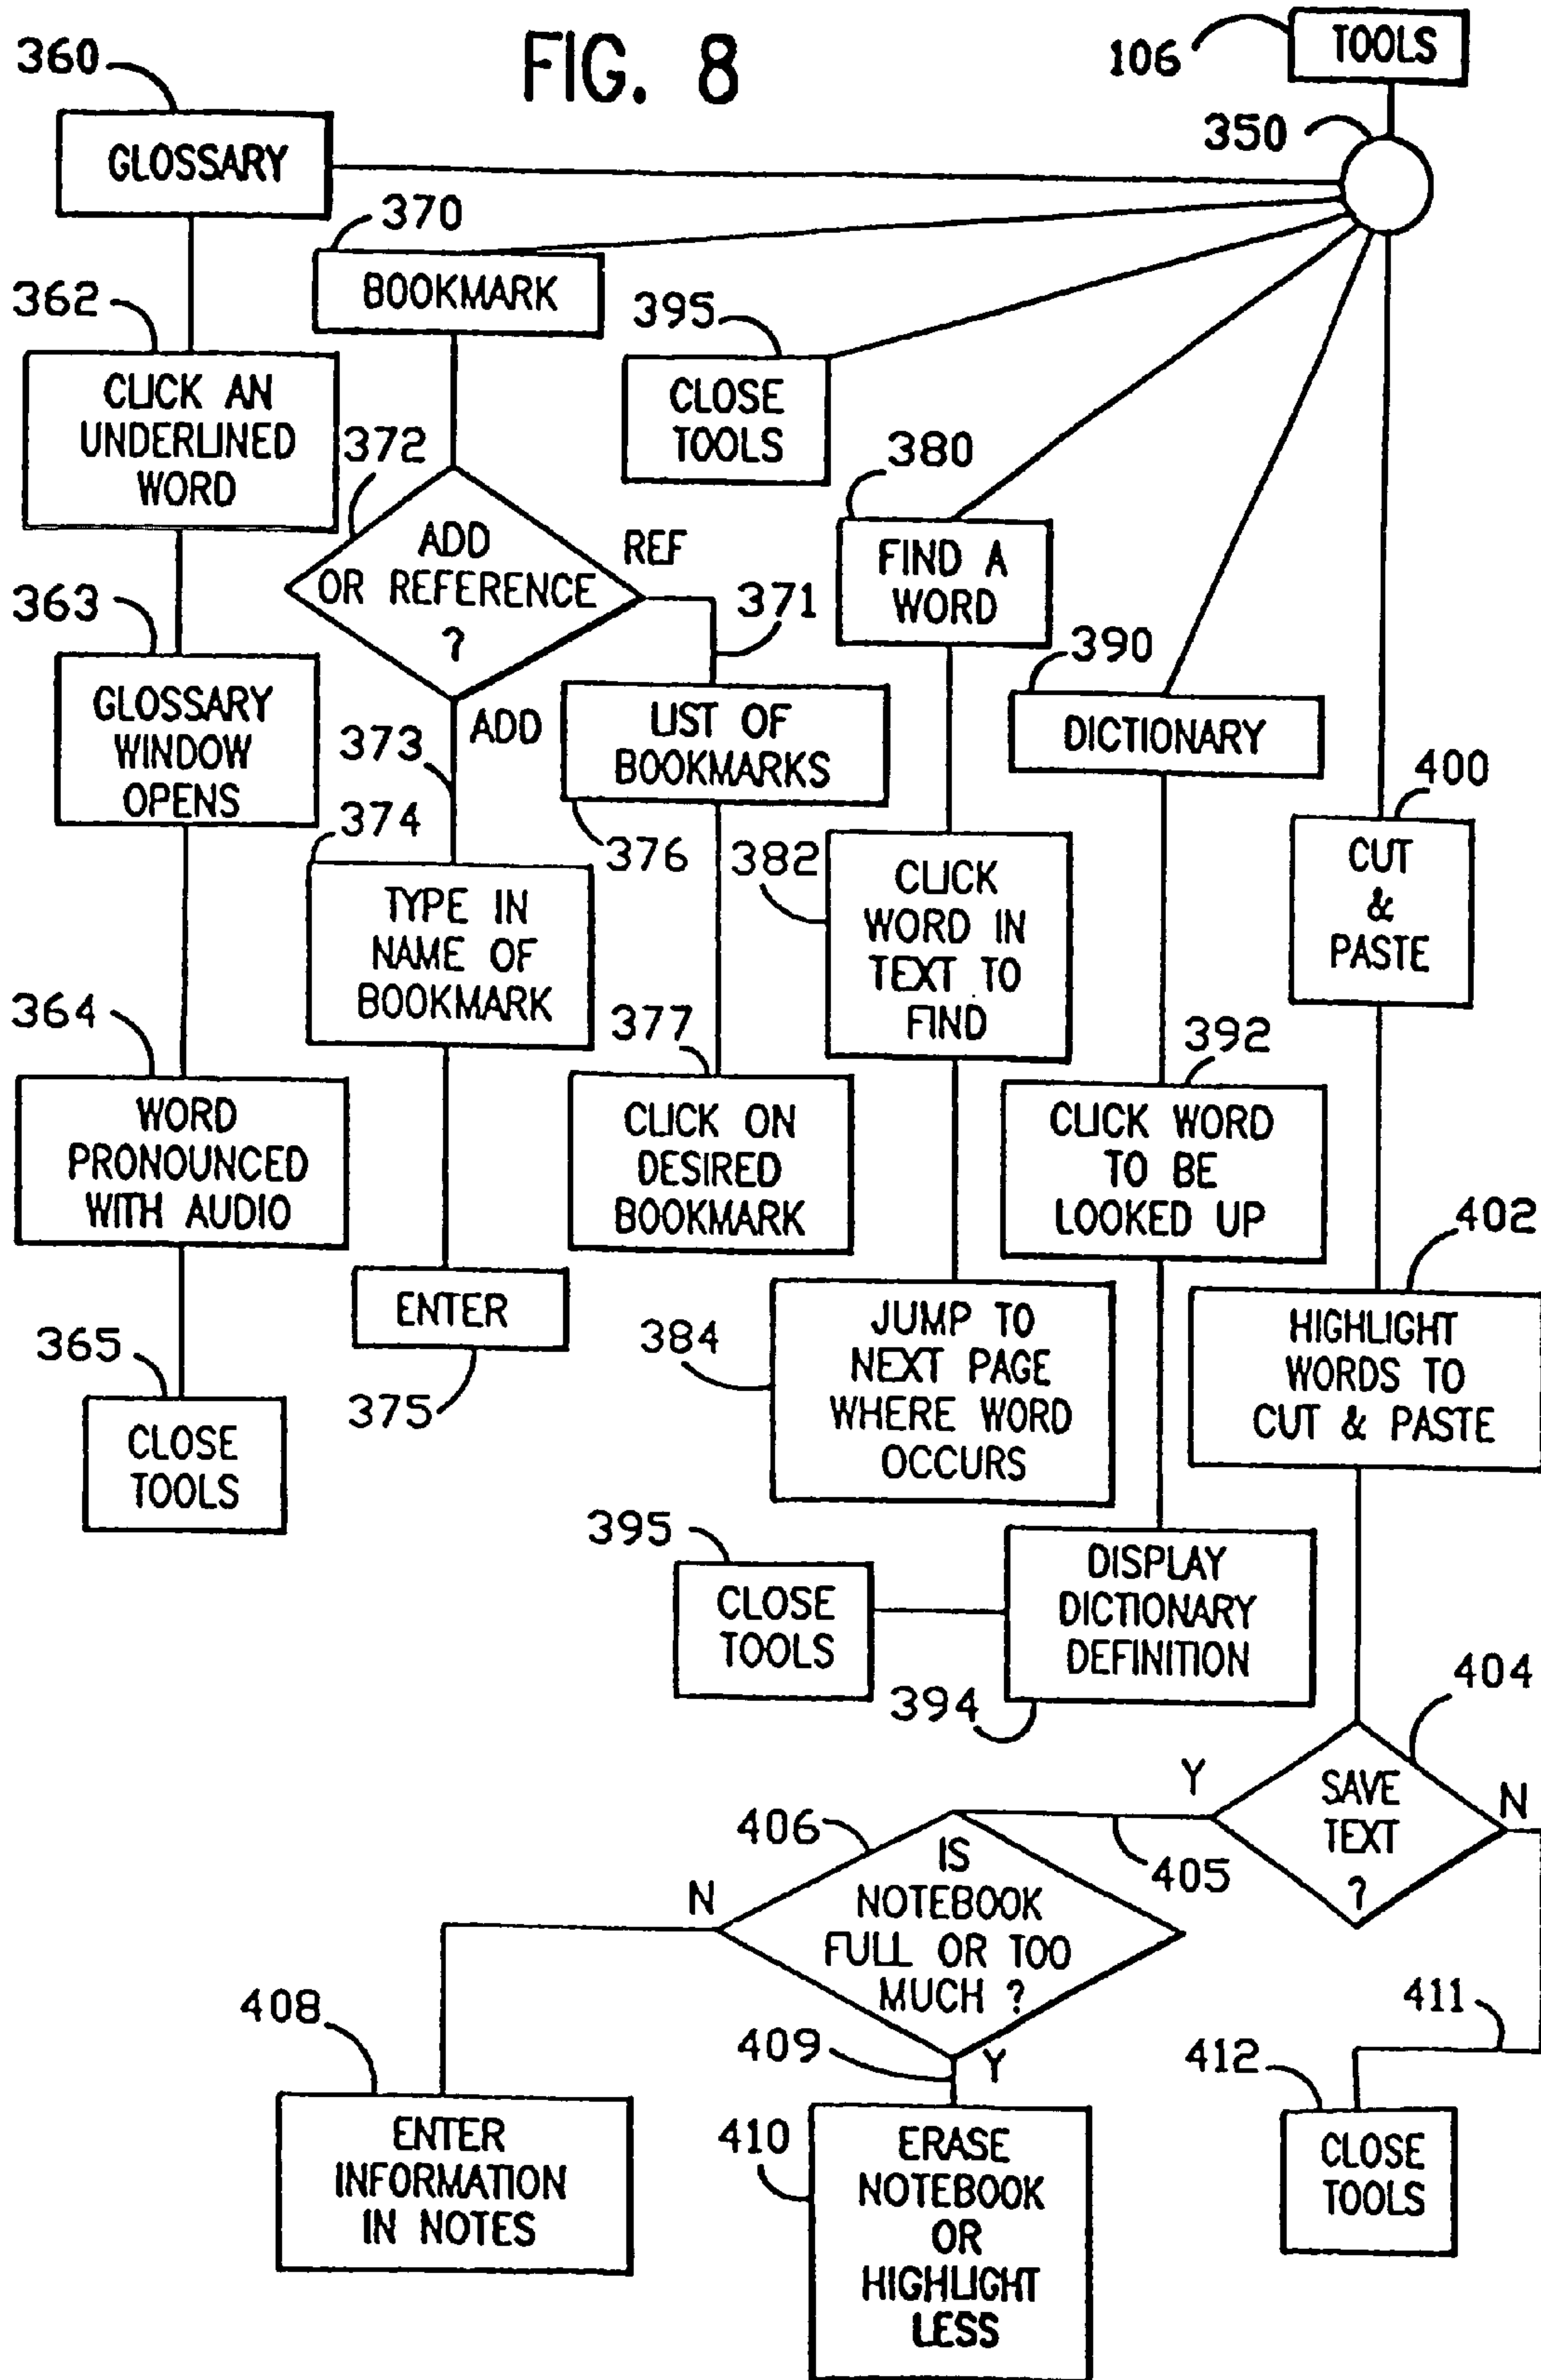 FIG. 8
106
TOOLS
350
360
GLOSSARY
370
BOOKMARK
362
CLICK AN
UNDERLINED
WORD
395
CLOSE
TOOLS
372
ADD
OR REFERENCE
?
REF
371
380
FIND A
WORD
363
GLOSSARY
WINDOW
OPENS
373
ADD
LIST OF
BOOKMARKS
376
390
DICTIONARY
400
CUT
&
PASTE
374
TYPE IN
NAME OF
BOOKMARK
382
CLICK
WORD IN
TEXT TO
FIND
364
WORD
PRONOUNCED
WITH AUDIO
377
CLICK ON
DESIRED
BOOKMARK
392
CLICK WORD
TO BE
LOOKED UP
402
HIGHLIGHT
WORDS TO
CUT & PASTE
ENTER
375
384
JUMP TO
NEXT PAGE
WHERE WORD
OCCURS
365
CLOSE
TOOLS
395
CLOSE
TOOLS
DISPLAY
DICTIONARY
DEFINITION
394
404
SAVE
TEXT
?
Y
N
405
406
IS
NOTEBOOK
FULL OR TOO
MUCH ?
N
Y
408
ENTER
INFORMATION
IN NOTES
409
410
ERASE
NOTEBOOK
OR
HIGHLIGHT
LESS
411
412
CLOSE
TOOLS